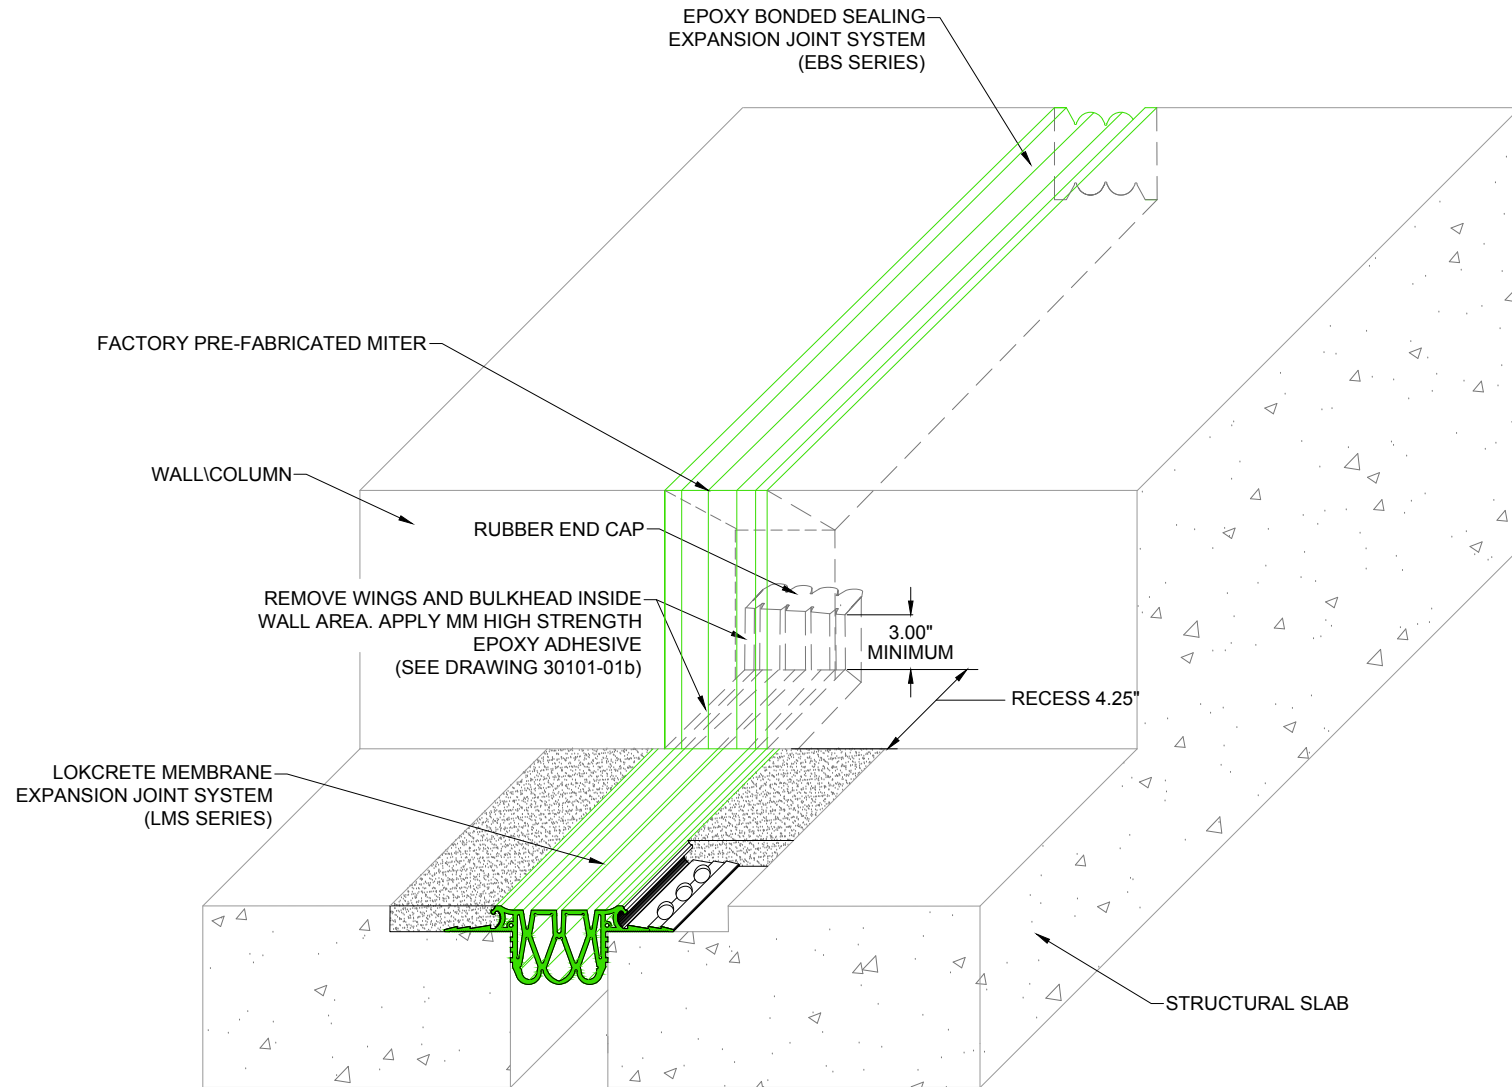 EPOXY BONDED SEALING
EXPANSION JOINT SYSTEM
(EBS SERIES)
FACTORY PRE-FABRICATED MITER
WALL\COLUMN
RUBBER END CAP
REMOVE WINGS AND BULKHEAD INSIDE
WALL AREA. APPLY MM HIGH STRENGTH
EPOXY ADHESIVE
(SEE DRAWING 30101-01b)
3.00"
MINIMUM
RECESS 4.25"
LOKCRETE MEMBRANE
EXPANSION JOINT SYSTEM
(LMS SERIES)
STRUCTURAL SLAB